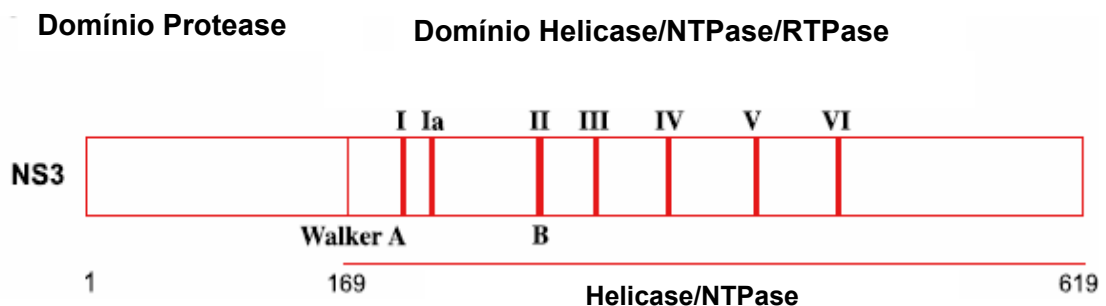 Domínio Protease
Domínio Helicase/NTPase/RTPase
I Ia II III IV V VI
NS3
Walker A B
1 169 619
Helicase/NTPase